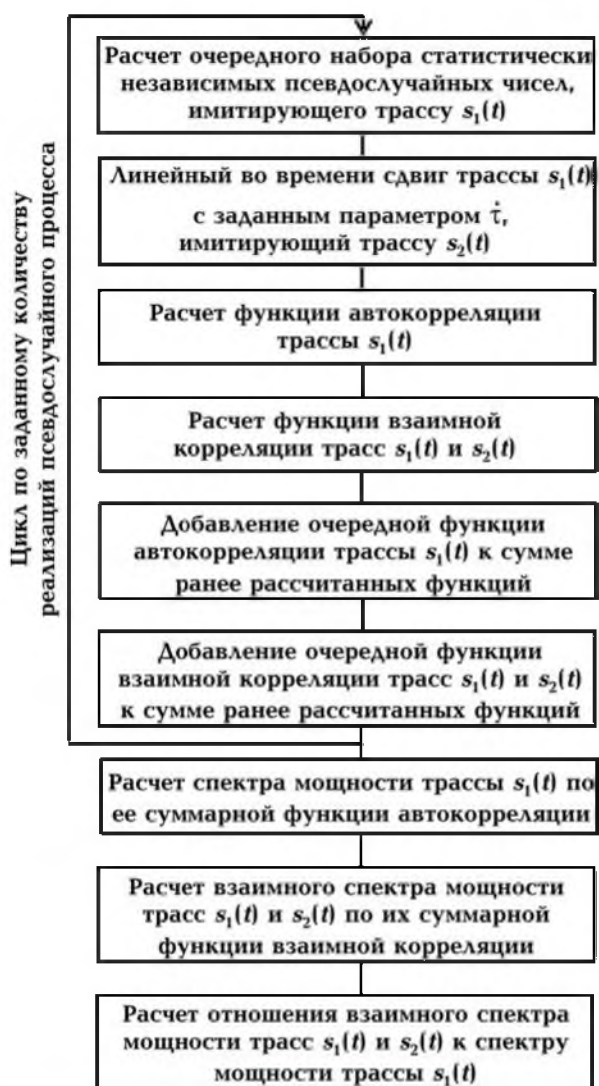 Цикл по заданному количеству
реализаций псевдослучайного процесса
Расчет очередного набора статистически
независимых псевдослучайных чисел,
имитирующего трассу s₁(t)
Линейный во времени сдвиг трассы s₁(t)
с заданным параметром τ̇,
имитирующий трассу s₂(t)
Расчет функции автокорреляции
трассы s₁(t)
Расчет функции взаимной
корреляции трасс s₁(t) и s₂(t)
Добавление очередной функции
автокорреляции трассы s₁(t) к сумме
ранее рассчитанных функций
Добавление очередной функции
взаимной корреляции трасс s₁(t) и s₂(t)
к сумме ранее рассчитанных функций
Расчет спектра мощности трассы s₁(t) по
ее суммарной функции автокорреляции
Расчет взаимного спектра мощности
трасс s₁(t) и s₂(t) по их суммарной
функции взаимной корреляции
Расчет отношения взаимного спектра
мощности трасс s₁(t) и s₂(t) к спектру
мощности трассы s₁(t)